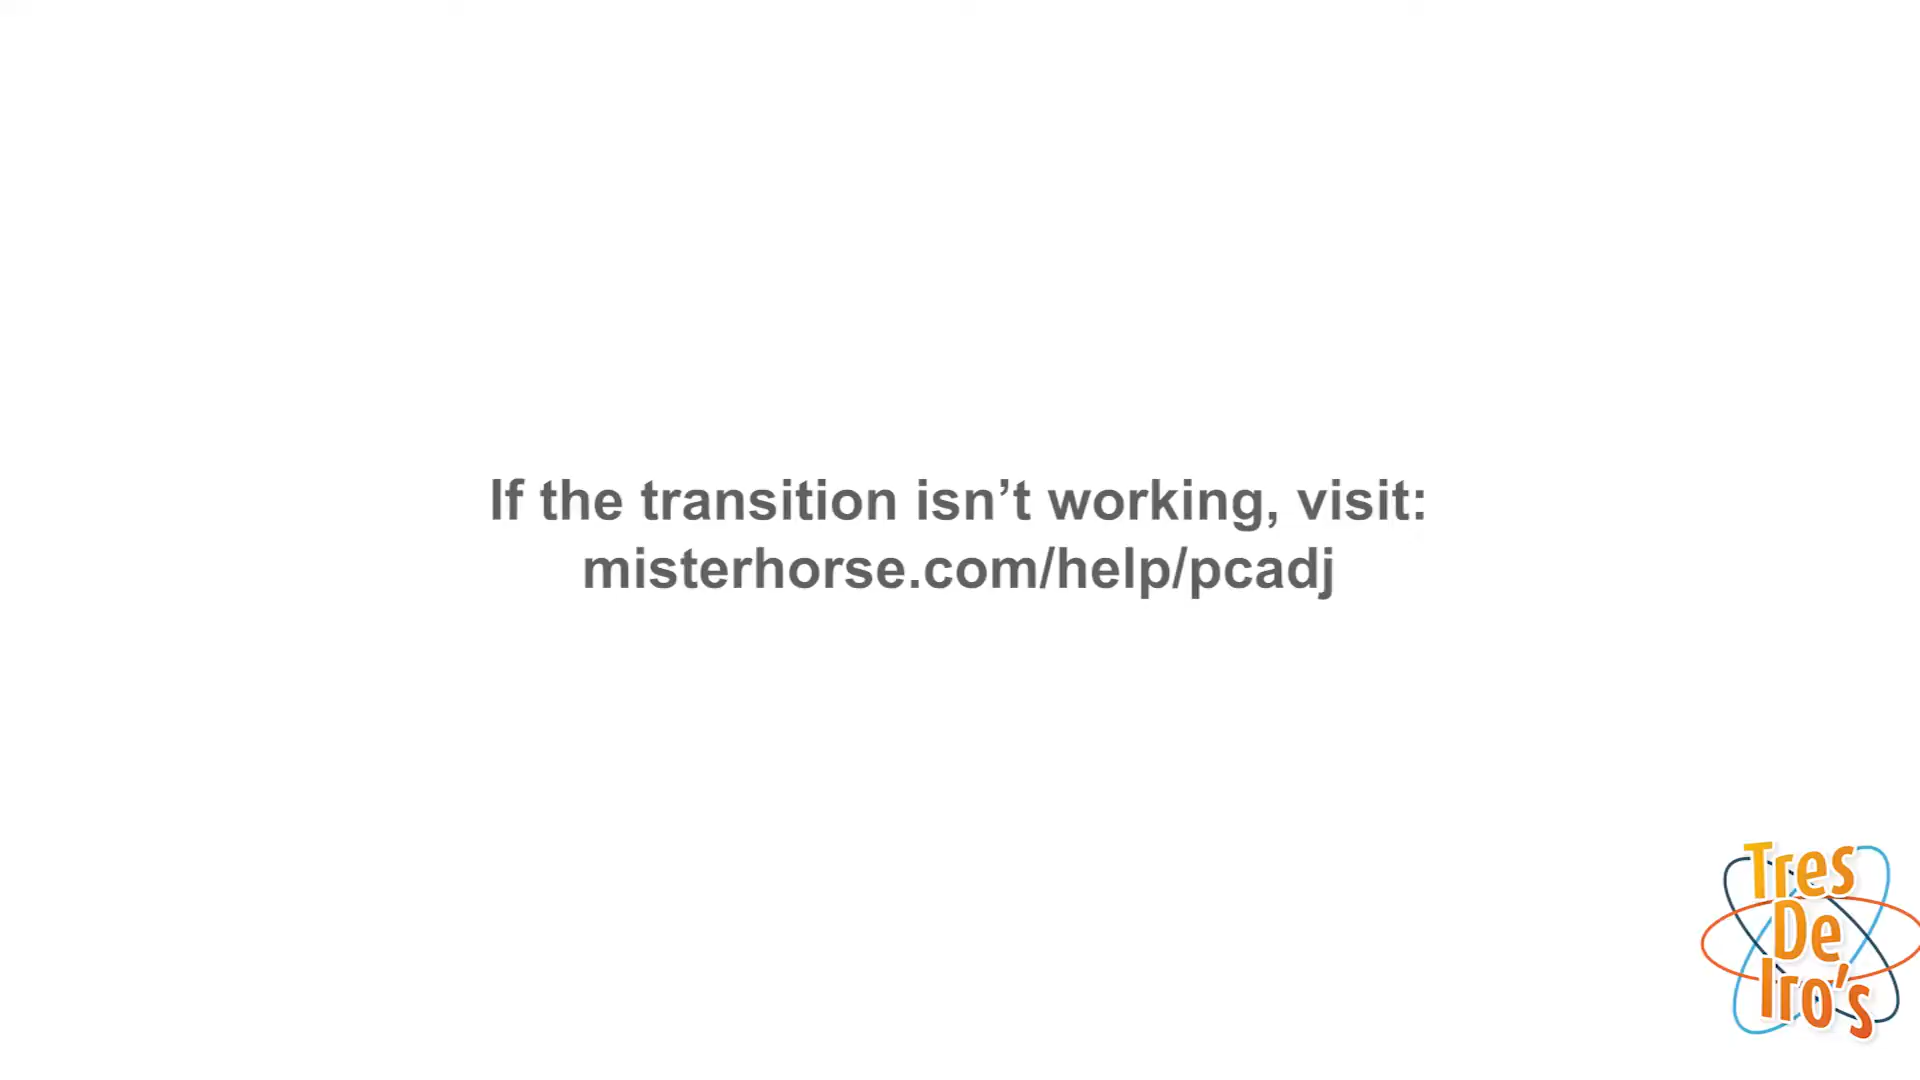 If the transition isn’t working, visit:
misterhorse.com/help/pcadj
Tres
De
Iro's